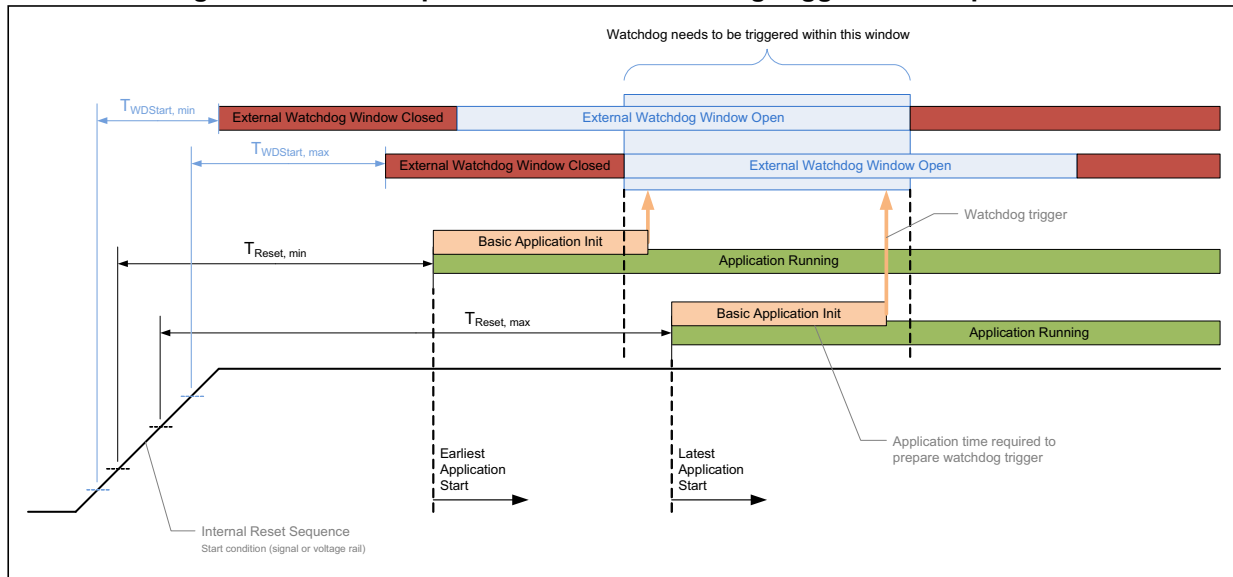 Watchdog needs to be triggered within this window
TWDStart, min
External Watchdog Window Closed
External Watchdog Window Open
TWDStart, max
External Watchdog Window Closed
External Watchdog Window Open
Watchdog trigger
Basic Application Init
TReset, min
Application Running
Basic Application Init
TReset, max
Application Running
Earliest
Application
Start
Latest
Application
Start
Application time required to
prepare watchdog trigger
Internal Reset Sequence
Start condition (signal or voltage rail)